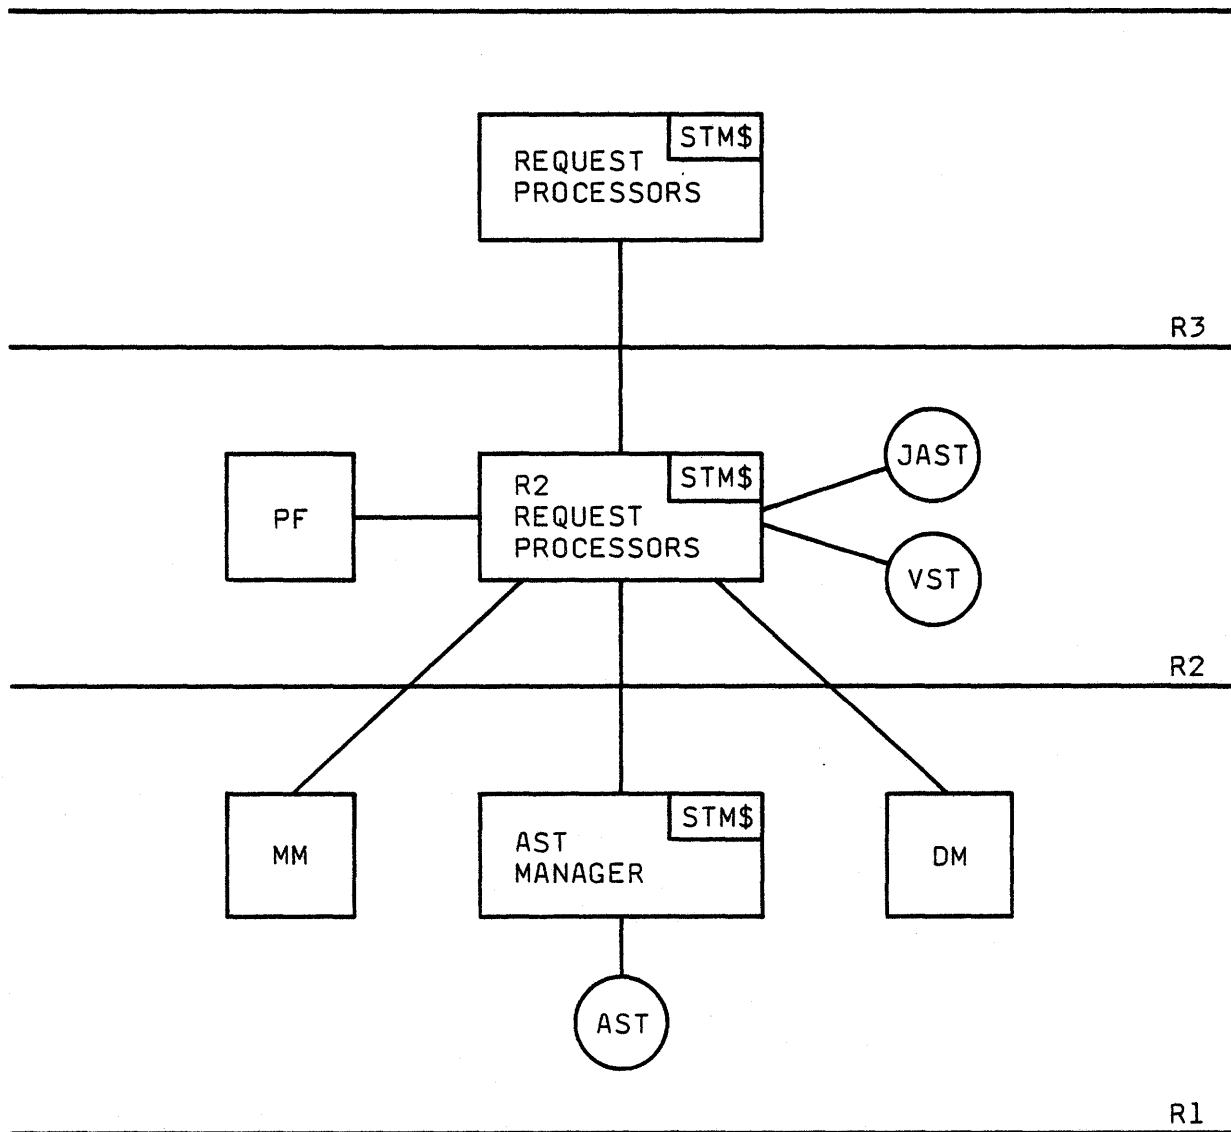 STM$
REQUEST
PROCESSORS
R3
JAST
STM$
R2
PF
REQUEST
PROCESSORS
VST
R2
STM$
AST
MM
MANAGER
DM
AST
R1